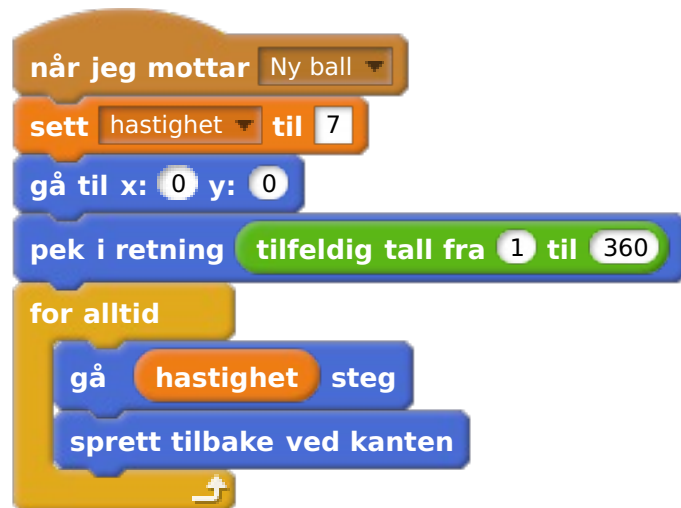 når jeg mottar Ny ball
sett hastighet til 7
gå til x: 0 y: 0
pek i retning tilfeldig tall fra 1 til 360
for alltid
gå hastighet steg
sprett tilbake ved kanten